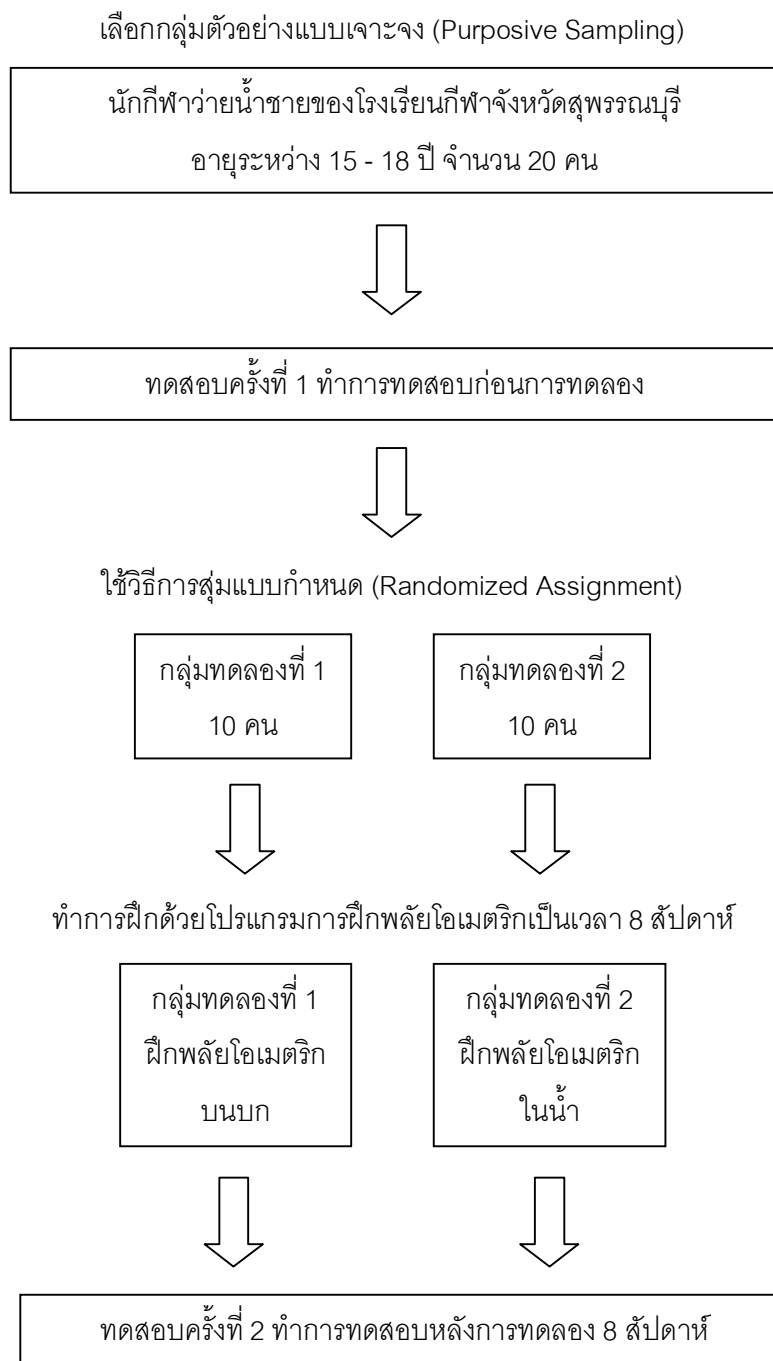 เลือกกลุ่มตัวอย่างแบบเจาะจง (Purposive Sampling)
นักกีฬาว่ายน้ำชายของโรงเรียนกีฬาจังหวัดสุพรรณบุรี
อายุระหว่าง 15 - 18 ปี จำนวน 20 คน
ทดสอบครั้งที่ 1 ทำการทดสอบก่อนการทดลอง
ใช้วิธีการสุ่มแบบกำหนด (Randomized Assignment)
กลุ่มทดลองที่ 1
10 คน
กลุ่มทดลองที่ 2
10 คน
ทำการฝึกด้วยโปรแกรมการฝึกพลัยโอเมตริกเป็นเวลา 8 สัปดาห์
กลุ่มทดลองที่ 1
ฝึกพลัยโอเมตริก
บนบก
กลุ่มทดลองที่ 2
ฝึกพลัยโอเมตริก
ในน้ำ
ทดสอบครั้งที่ 2 ทำการทดสอบหลังการทดลอง 8 สัปดาห์